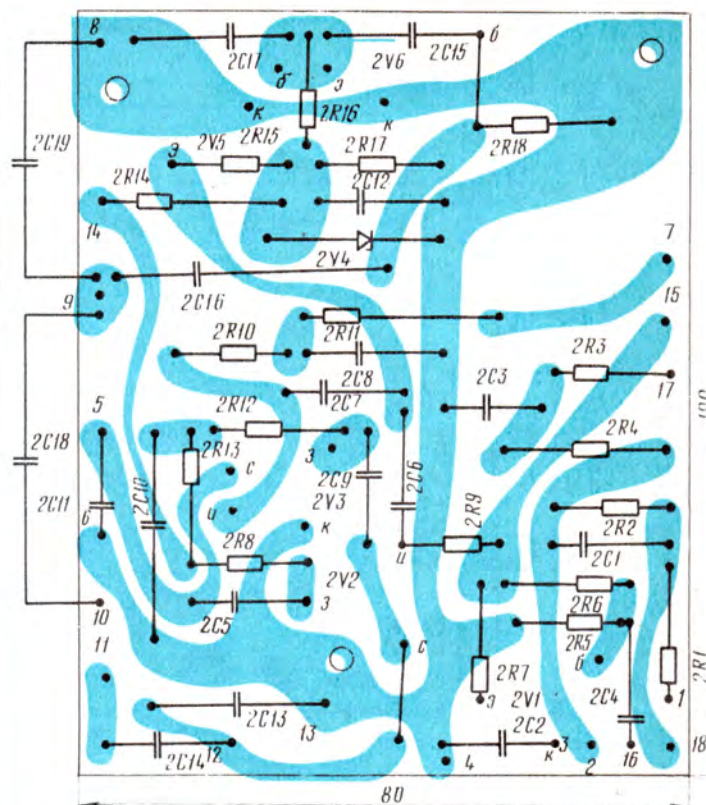 8
б
2C17
б
э
2V6
2C15
к
2R16
к
2C19
э
2V5
2R15
2R17
2R18
2R14
2C12
14
7
2V4
2C16
9
15
2R10
2R11
2C8
2R3
2C7
2C3
17
5
2R12
2C18
2R13
с
з
2R4
2C10
2C9
2C6
2C11
2V3
б
и
к
2R9
2R2
и
2C1
2R8
2V2
2R6
10
2C5
з
2R5
11
с
б
2R7
2R1
2C4
э
2V1
1
2C13
13
2C2
2C14
12
4
к
3
2
16
18
80